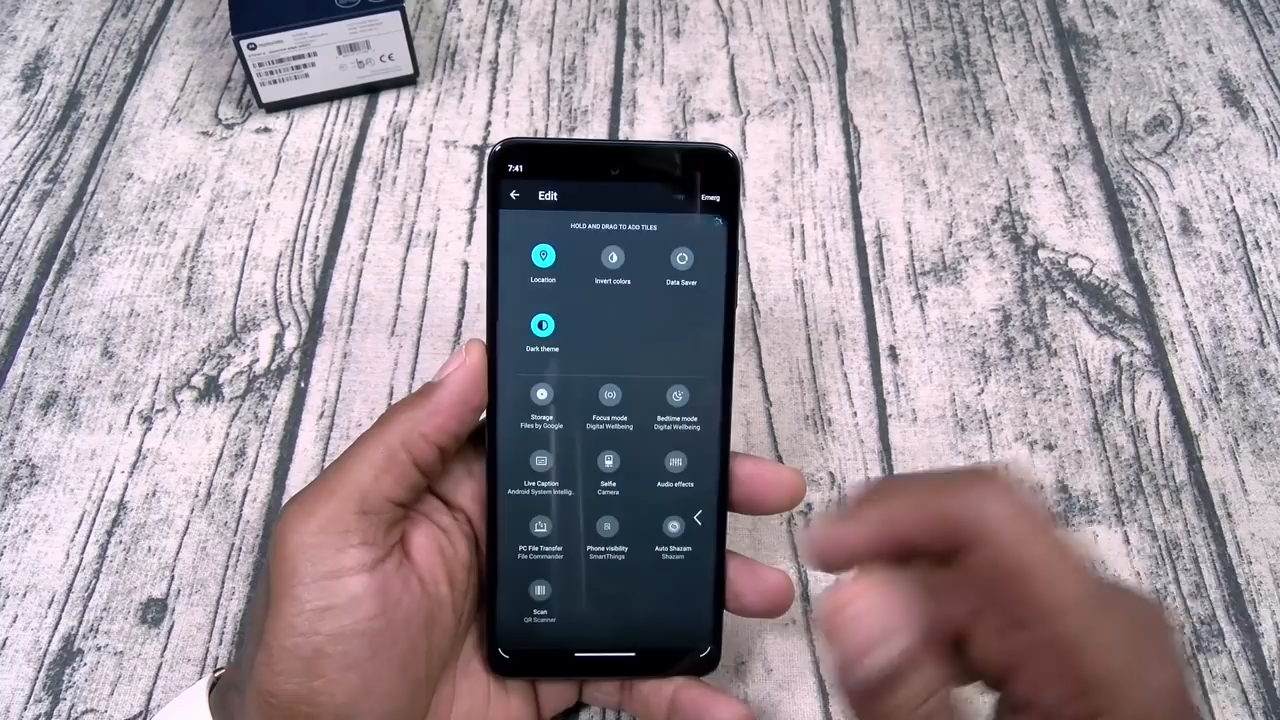 motorola
CE
7:41
Edit
Emerg
HOLD AND DRAG TO ADD TILES
Location
Invert colors
Data Saver
Dark theme
Storage
Files by Google
Focus mode
Digital Wellbeing
Bedtime mode
Digital Wellbeing
Live Caption
Android System Intellig..
Selfie
Camera
Audio effects
PC File Transfer
File Commander
Phone visibility
SmartThings
Auto Shazam
Shazam
Scan
QR Scanner